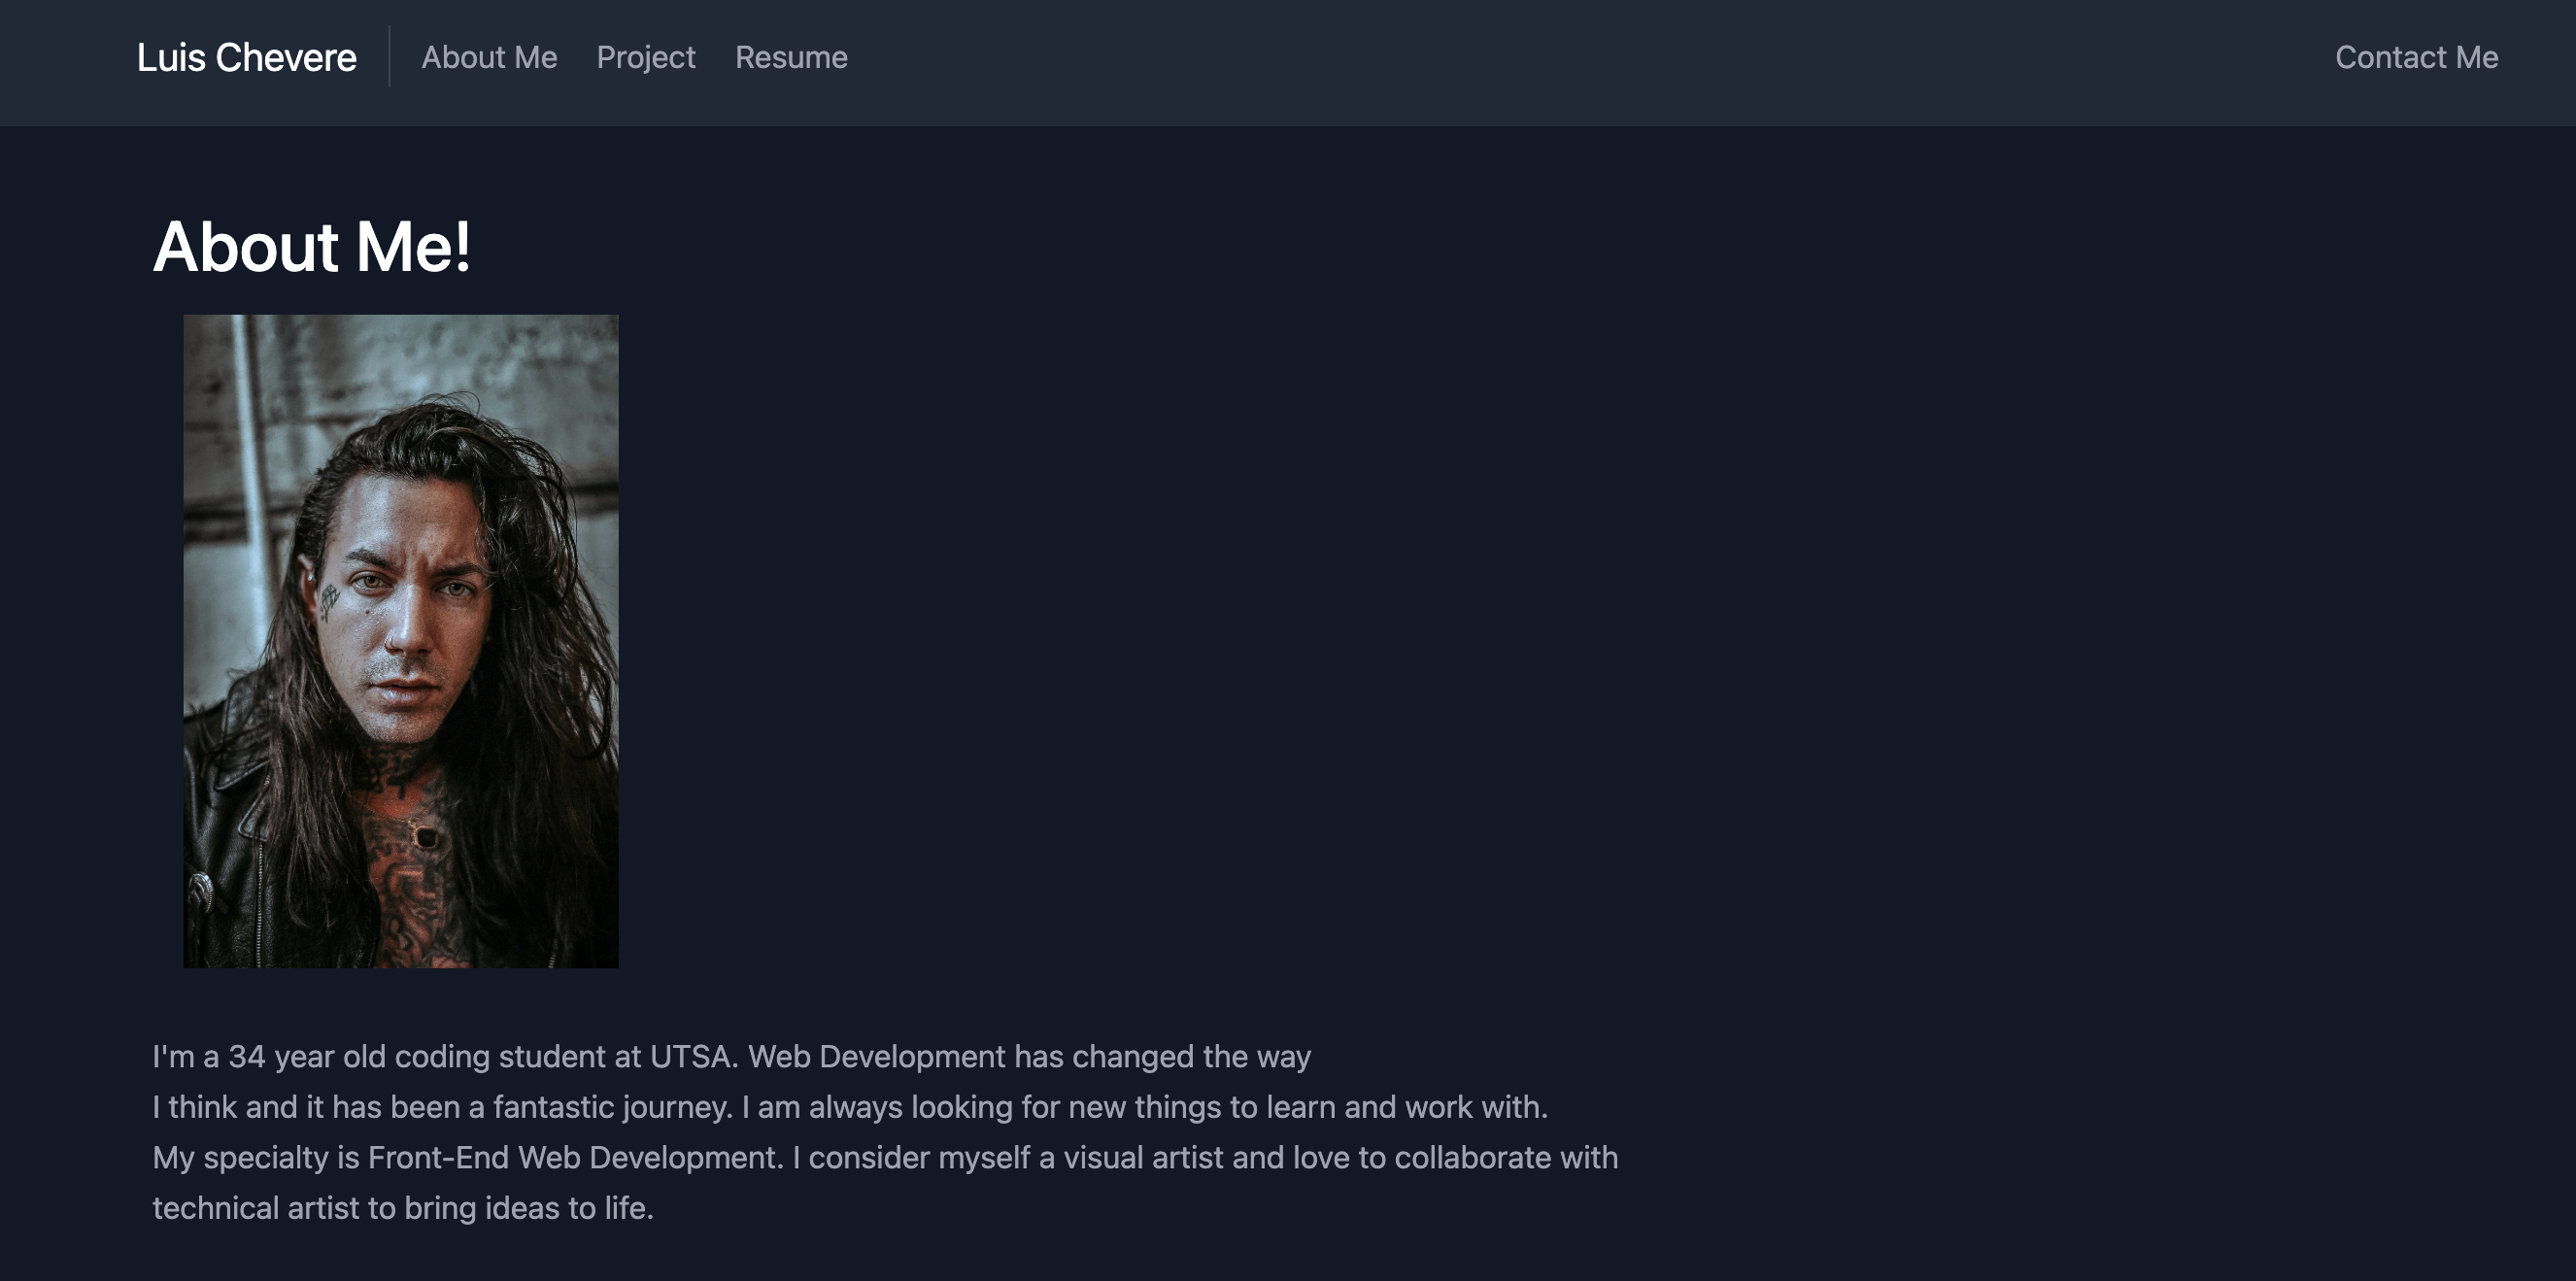 Luis Chevere
About Me
Project
Resume
Contact Me
About Me!
I'm a 34 year old coding student at UTSA. Web Development has changed the way
I think and it has been a fantastic journey. I am always looking for new things to learn and work with.
My specialty is Front-End Web Development. I consider myself a visual artist and love to collaborate with
technical artist to bring ideas to life.